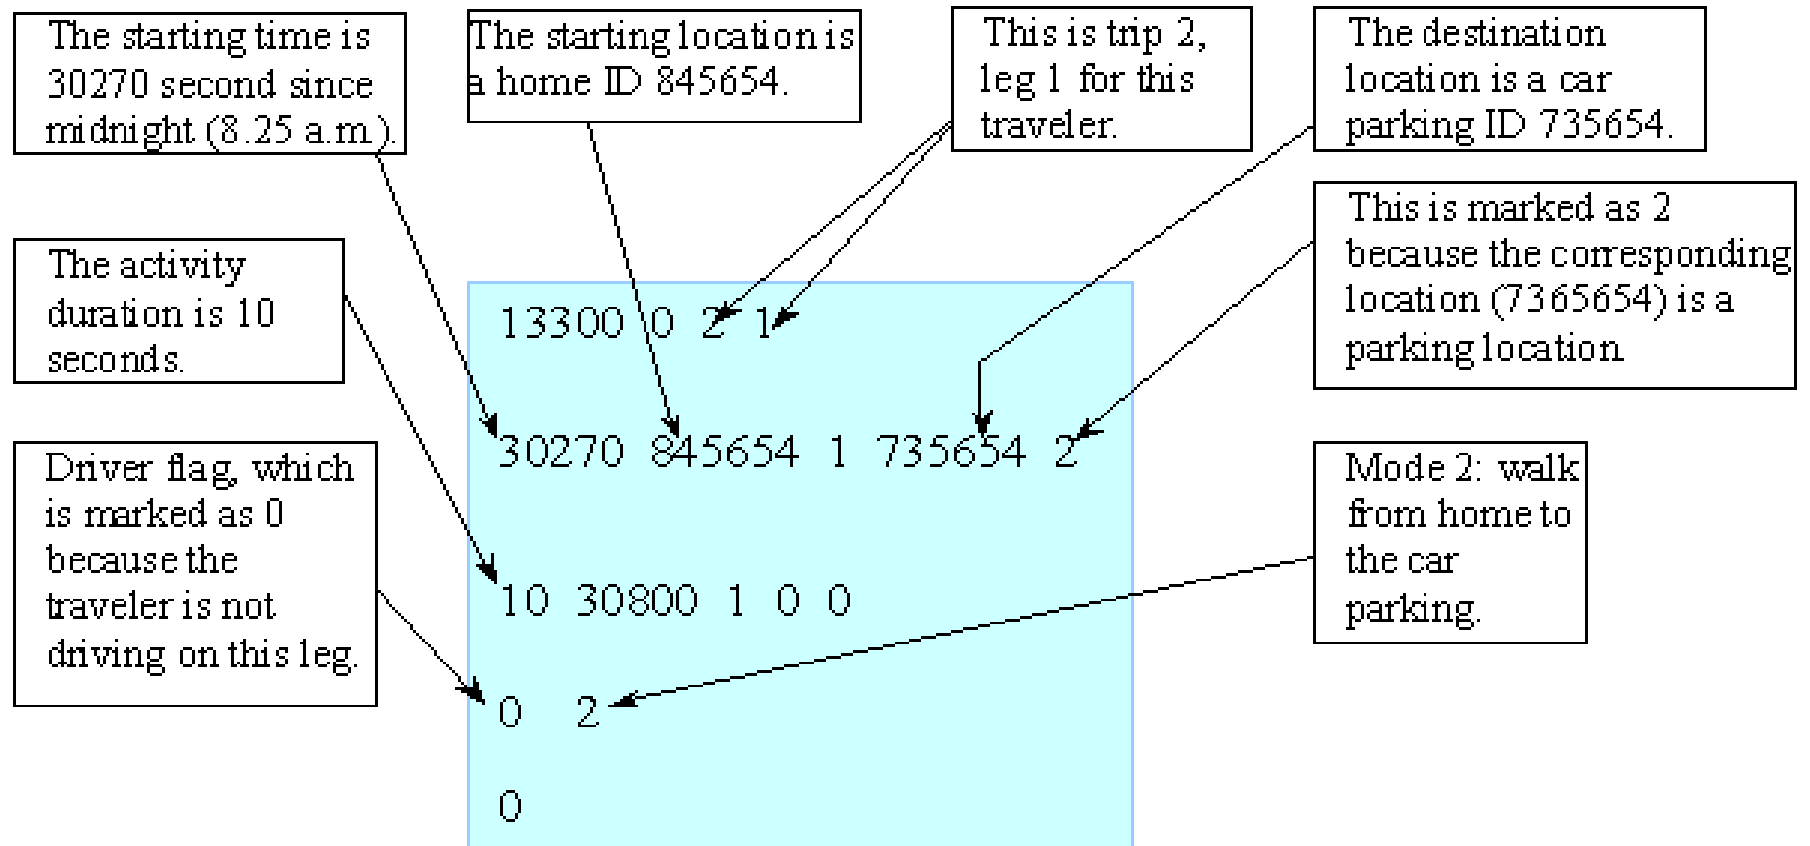 The starting time is
30270 second since
midnight (8.25 a.m.).
The starting location is
a home ID 845654.
This is trip 2,
leg 1 for this
traveler.
The destination
location is a car
parking ID 735654.
This is marked as 2
because the corresponding
location (7365654) is a
parking location
The activity
duration is 10
seconds.
Driver flag, which
is marked as 0
because the
traveler is not
driving on this leg.
13300 0 2 1
30270 845654 1 735654 2
10 30800 1 0 0
0 2
0
Mode 2: walk
from home to
the car
parking.